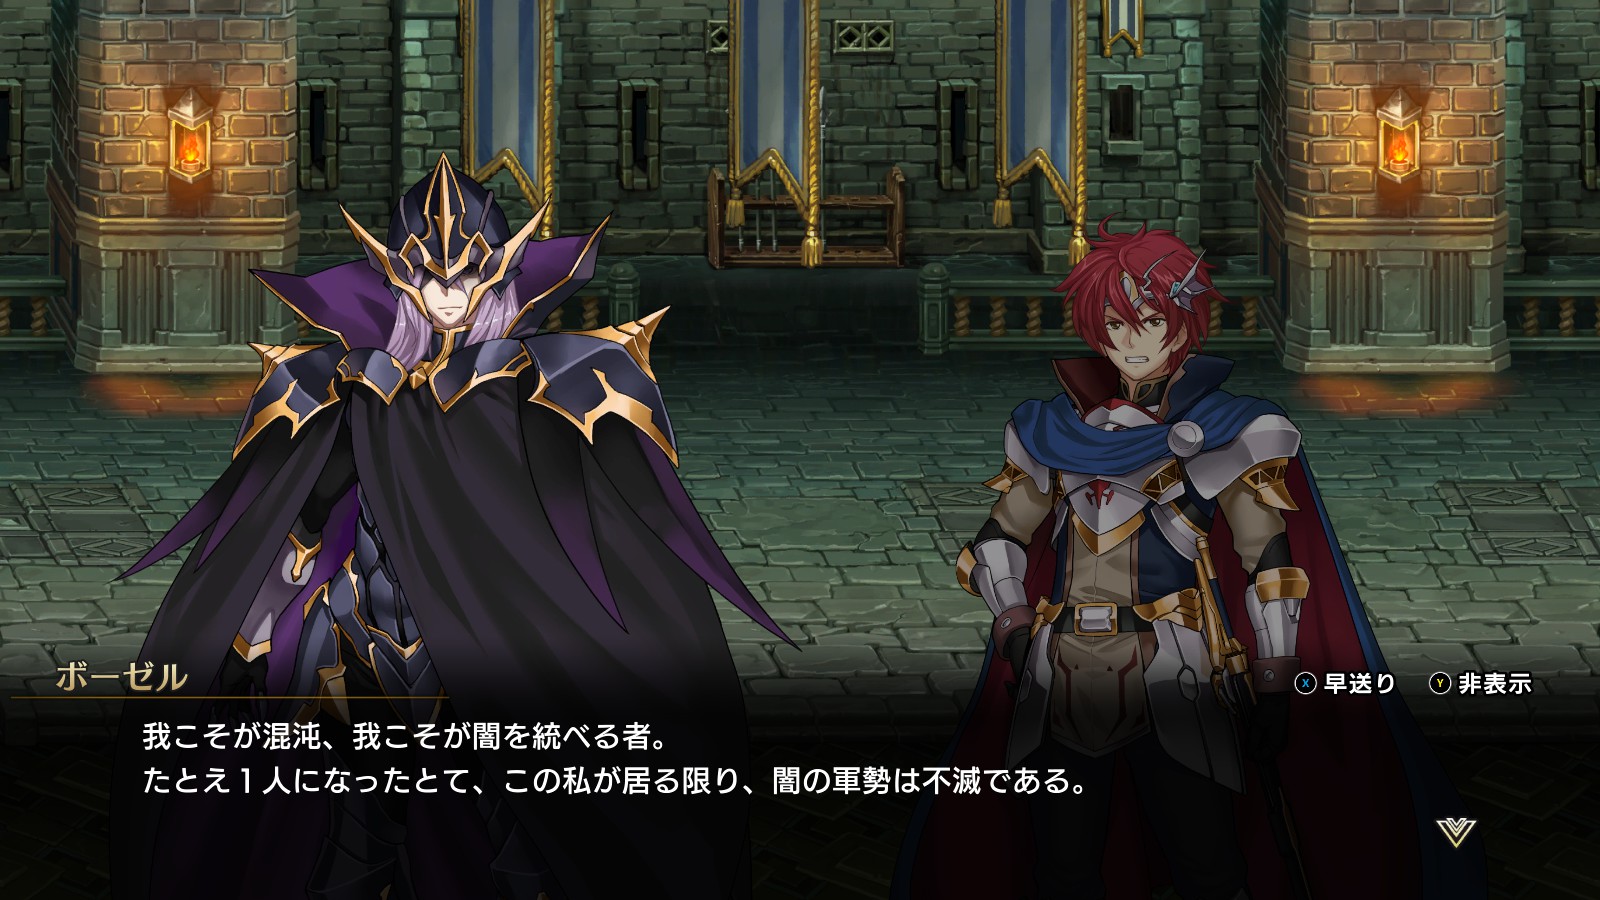 ボーゼル
Ⓧ早送り Ⓨ非表示
我こそが混沌、我こそが闇を統べる者。
たとえ1人になったとて、この私が居る限り、闇の軍勢は不滅である。